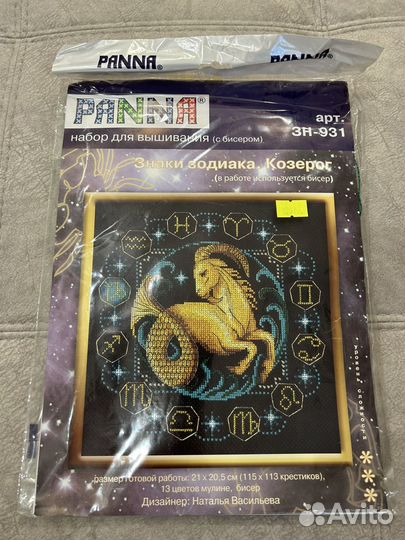 PANNA® PANNA®
PANNA®
арт.
набор для вышивания (с бисером)
ЗН-931
Знаки зодиака. Козерог
(в работе используется бисер)
размер готовой работы: 21 x 20,5 см (115 x 113 крестиков),
13 цветов мулине, бисер
Дизайнер: Наталья Васильева
Avito